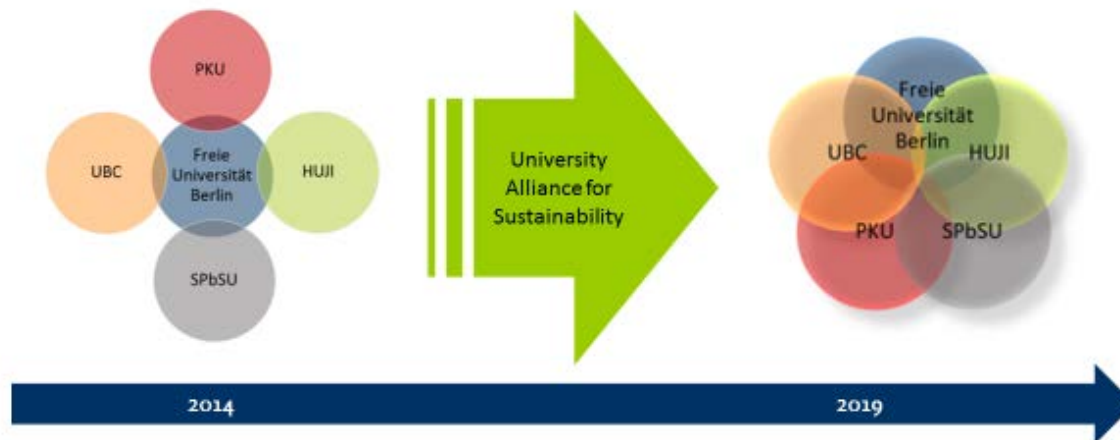 PKU
UBC
Freie
Universität
Berlin
HUJI
SPbSU
University
Alliance for
Sustainability
Freie
Universität
Berlin
UBC
HUJI
PKU
SPbSU
2014
2019